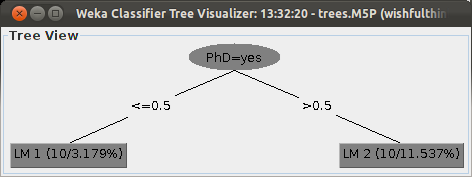 Weka Classifier Tree Visualizer: 13:32:20 - trees.M5P (wishfulthin
Tree View
PhD=yes
<=0.5 >0.5
LM 1 (10/3.179%) LM 2 (10/11.537%)